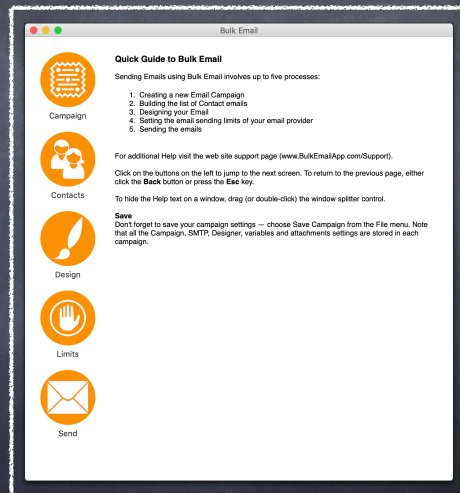 Bulk Email
Quick Guide to Bulk Email
Sending Emails using Bulk Email involves up to five processes:
1. Creating a new Email Campaign
2. Building the list of Contact emails
3. Designing your Email
4. Setting the email sending limits of your email provider
5. Sending the emails
For additional Help visit the web site support page (www.BulkEmailApp.com/Support).
Click on the buttons on the left to jump to the next screen. To return to the previous page, either
click the Back button or press the Esc key.
To hide the Help text on a window, drag (or double-click) the window splitter control.
Save
Don't forget to save your campaign settings — choose Save Campaign from the File menu. Note
that all the Campaign, SMTP, Designer, variables and attachments settings are stored in each
campaign.
Campaign
Contacts
Design
Limits
Send